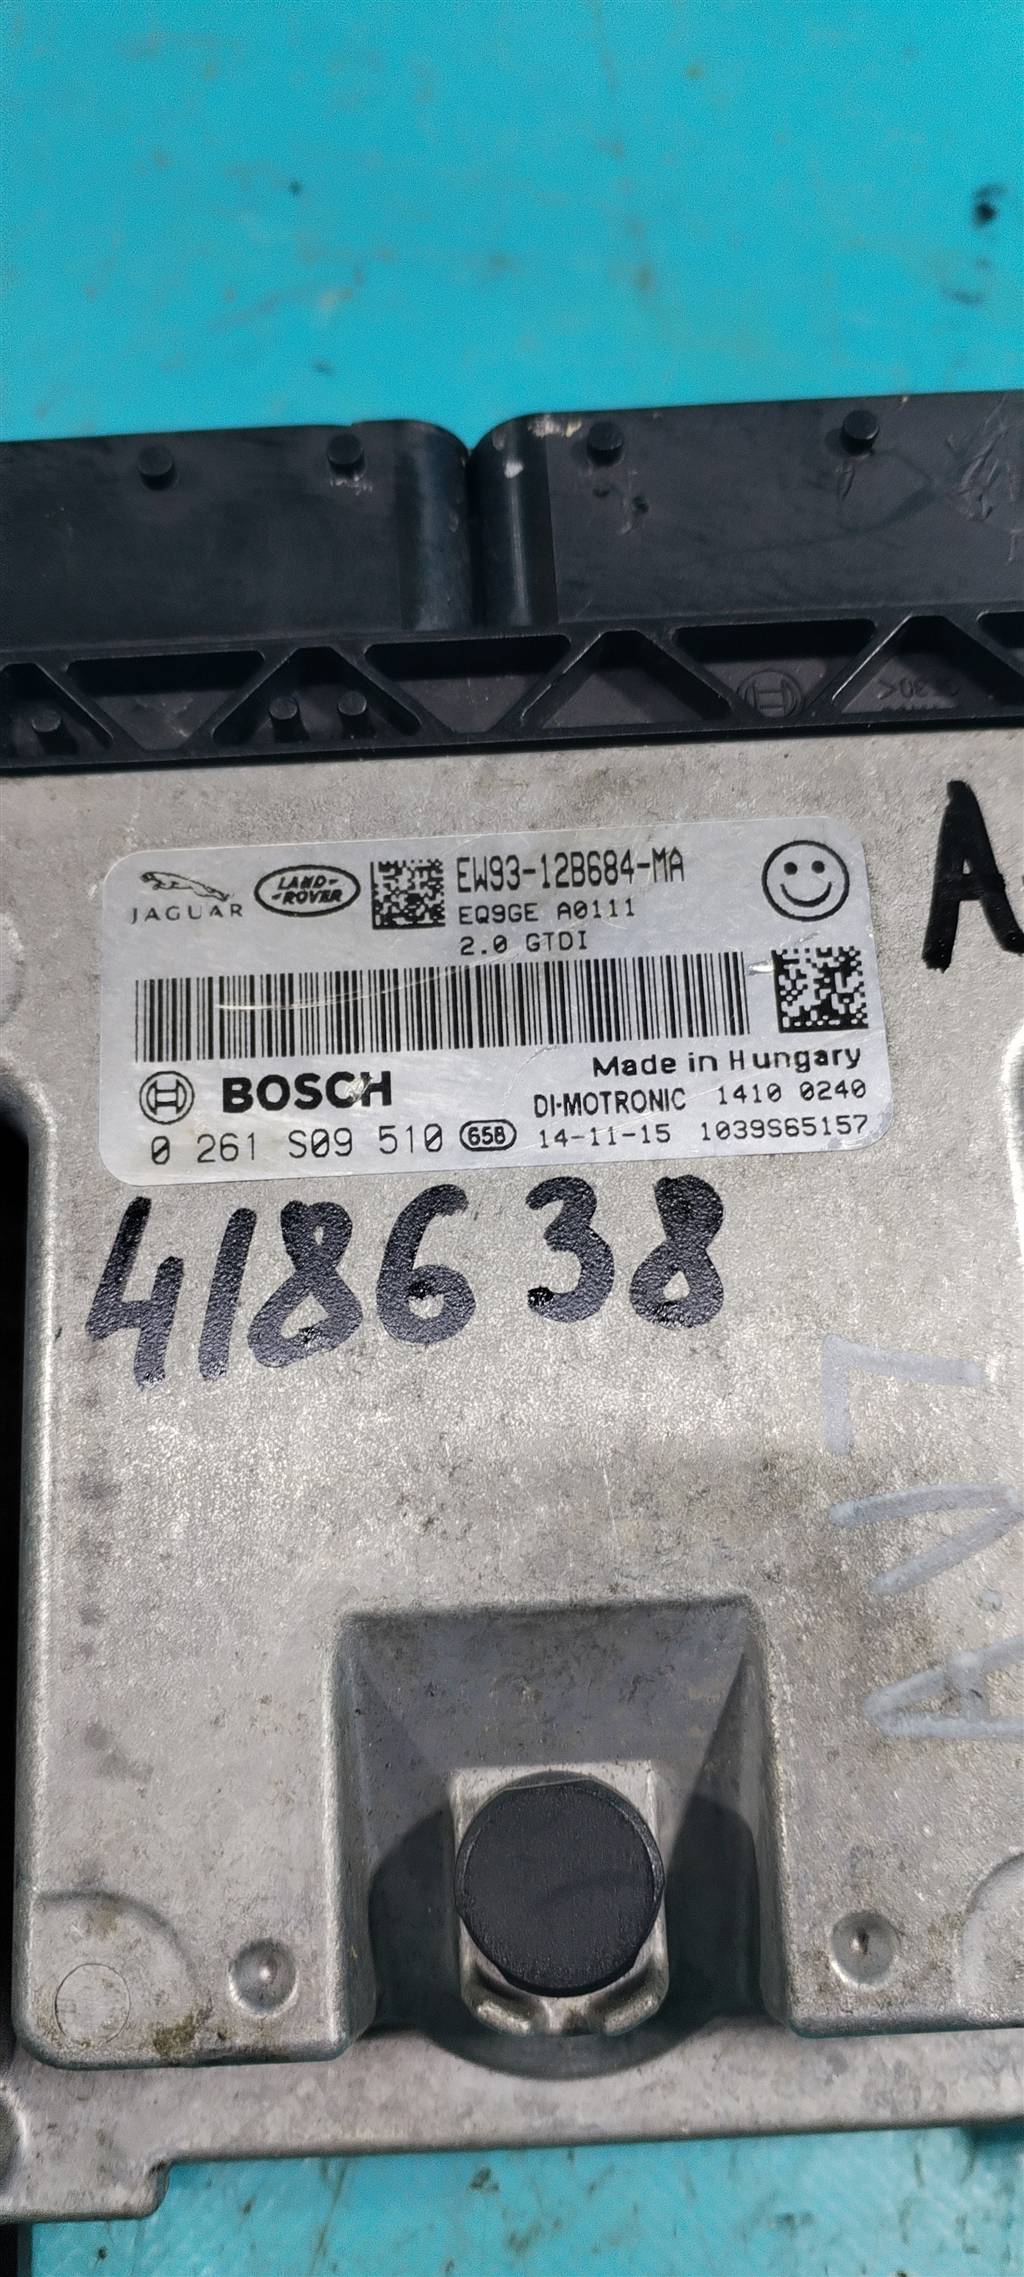 JAGUAR
LAND-
-ROVER
EW93-12B684-MA
EQ9GE A0111
2.0 GTDI
Made in Hungary
BOSCH
DI-MOTRONIC 1410 0240
0 261 S09 510 658 14-11-15 1039S65157
A
418638